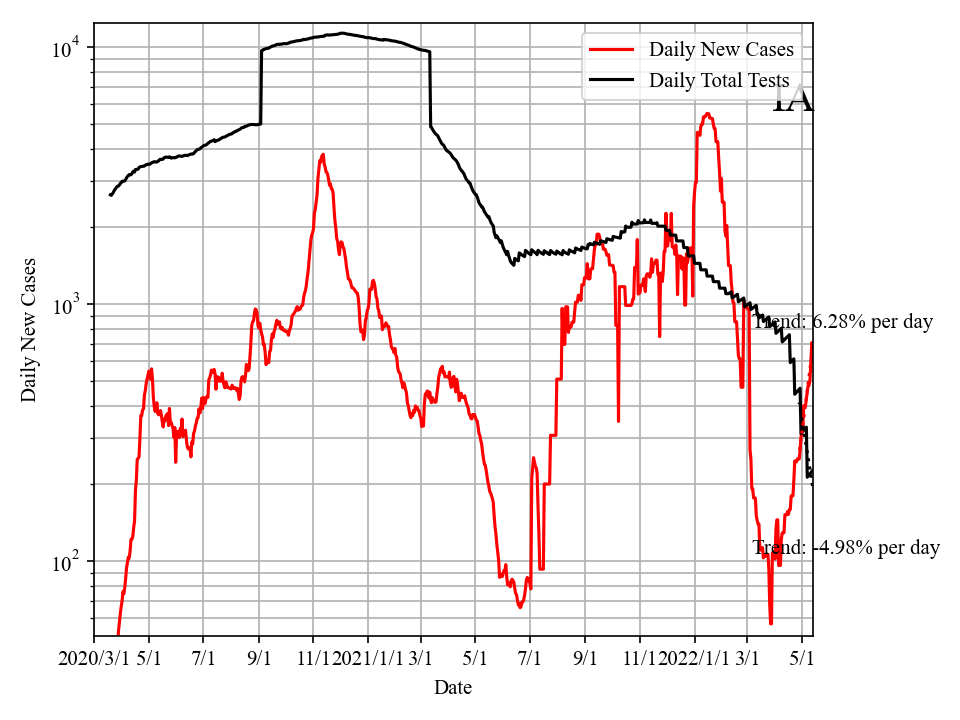 Daily New Cases
Daily Total Tests
IA
10^4
10^3
10^2
Daily New Cases
Trend: 6.28% per day
Trend: -4.98% per day
2020/3/1 5/1 7/1 9/1 11/1 2021/1/1 3/1 5/1 7/1 9/1 11/1 2022/1/1 3/1 5/1
Date